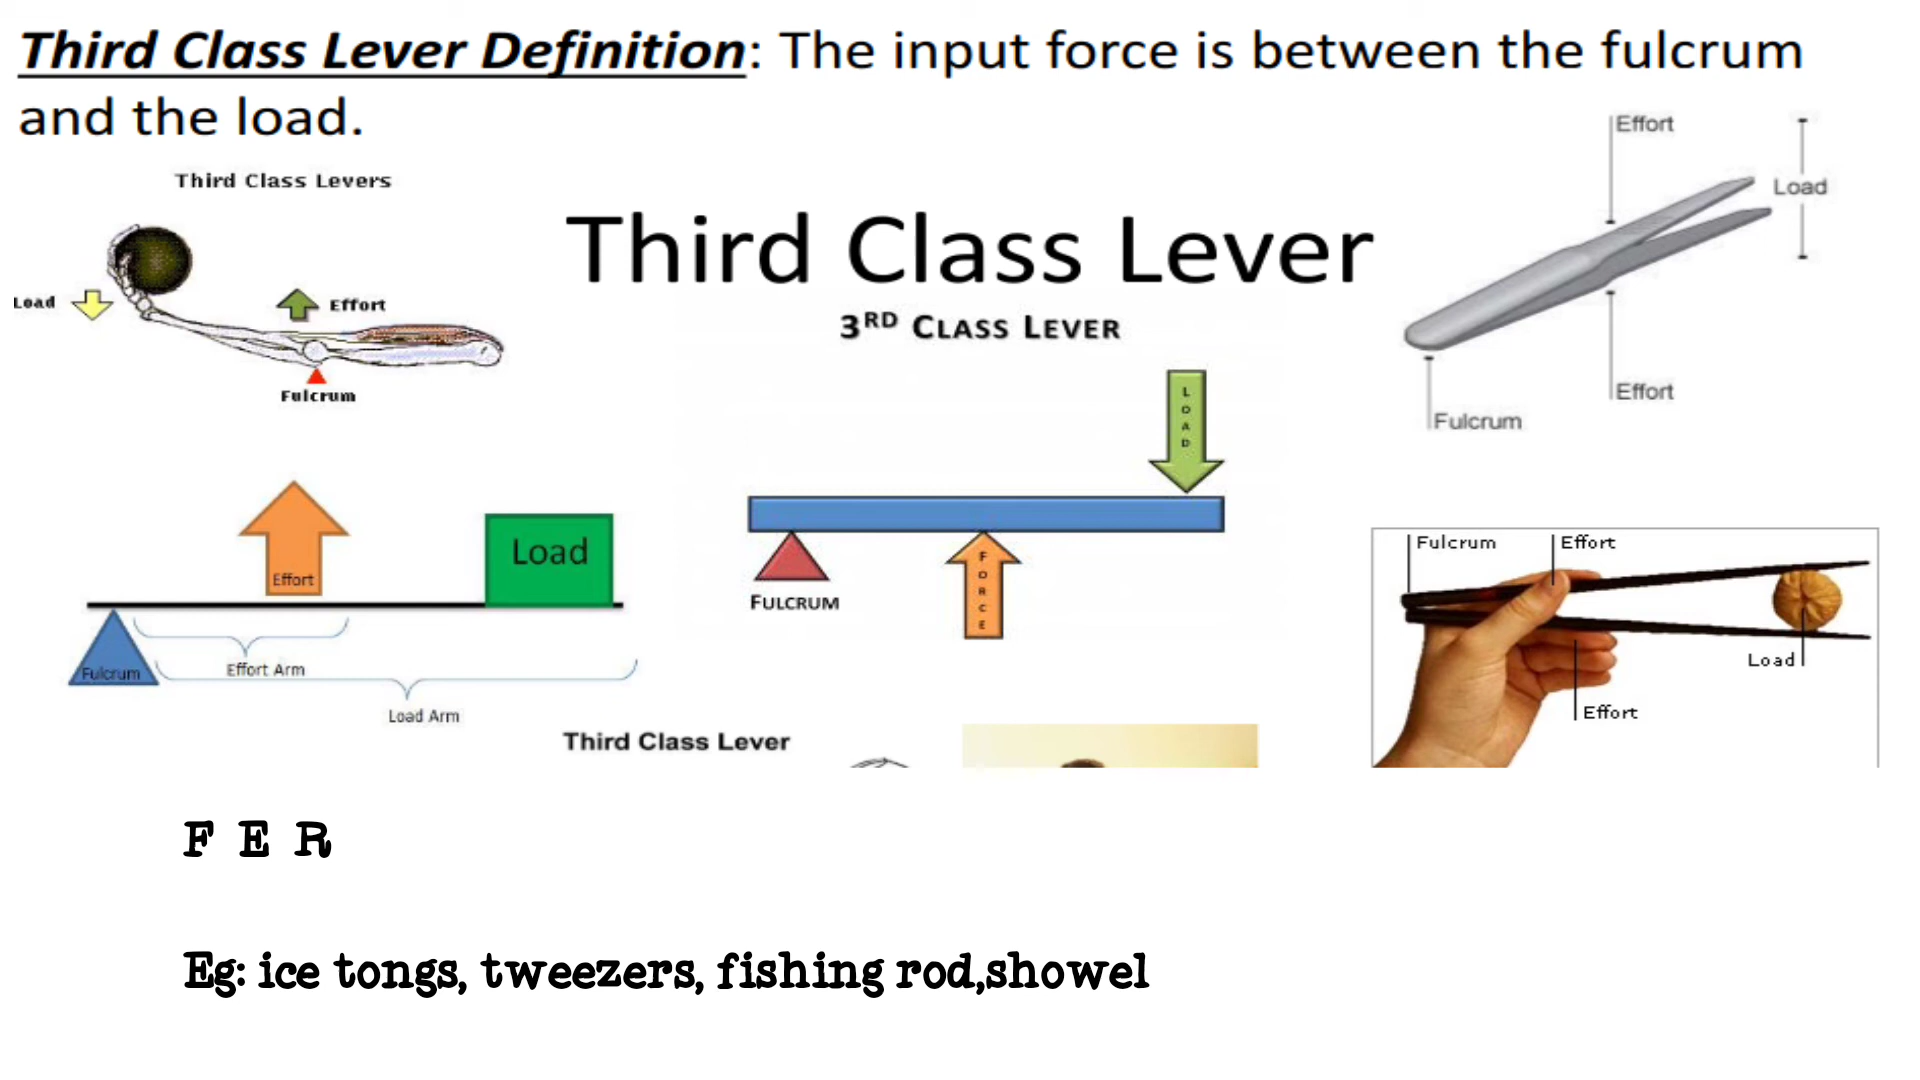 Third Class Lever Definition: The input force is between the fulcrum
and the load.
Third Class Levers
Load
Effort
Fulcrum
Third Class Lever
3RD CLASS LEVER
LOAD
FORCE
FULCRUM
Effort
Load
Effort
Fulcrum
Effort
Load
Fulcrum
Effort Arm
Load Arm
Fulcrum
Effort
Load
Effort
Third Class Lever
F E R
Eg: ice tongs, tweezers, fishing rod,showel